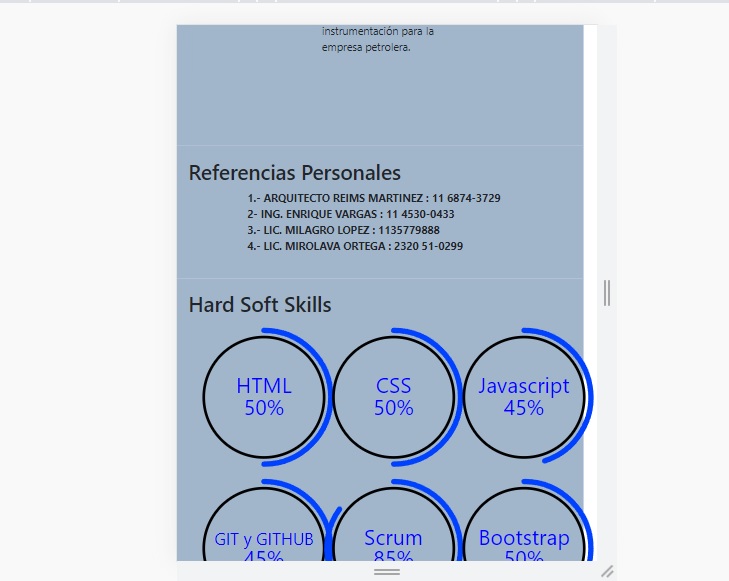 instrumentación para la
empresa petrolera.
Referencias Personales
1.- ARQUITECTO REIMS MARTINEZ : 11 6874-3729
2- ING. ENRIQUE VARGAS : 11 4530-0433
3.- LIC. MILAGRO LOPEZ : 1135779888
4.- LIC. MIROLAVA ORTEGA : 2320 51-0299
Hard Soft Skills
HTML
50%
CSS
50%
Javascript
45%
GIT y GITHUB
45%
Scrum
85%
Bootstrap
50%